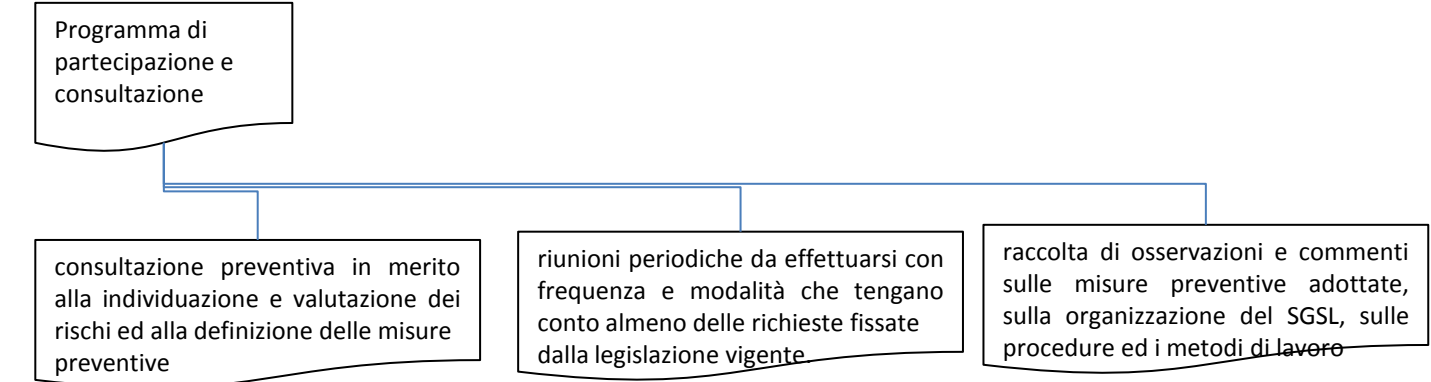 Programma di
partecipazione e
consultazione
consultazione preventiva in merito
alla individuazione e valutazione dei
rischi ed alla definizione delle misure
preventive
riunioni periodiche da effettuarsi con
frequenza e modalità che tengano
conto almeno delle richieste fissate
dalla legislazione vigente.
raccolta di osservazioni e commenti
sulle misure preventive adottate,
sulla organizzazione del SGSL, sulle
procedure ed i metodi di lavoro